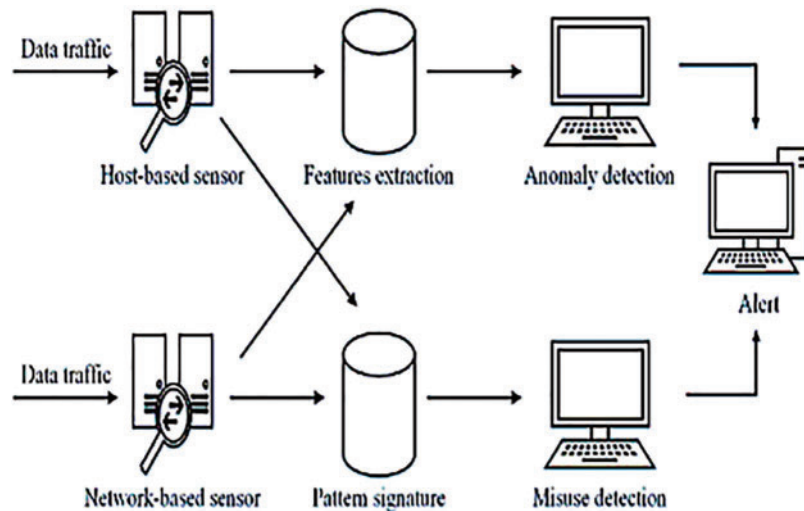 Data traffic
Host-based sensor
Features extraction
Anomaly detection
Alert
Data traffic
Network-based sensor
Pattern signature
Misuse detection